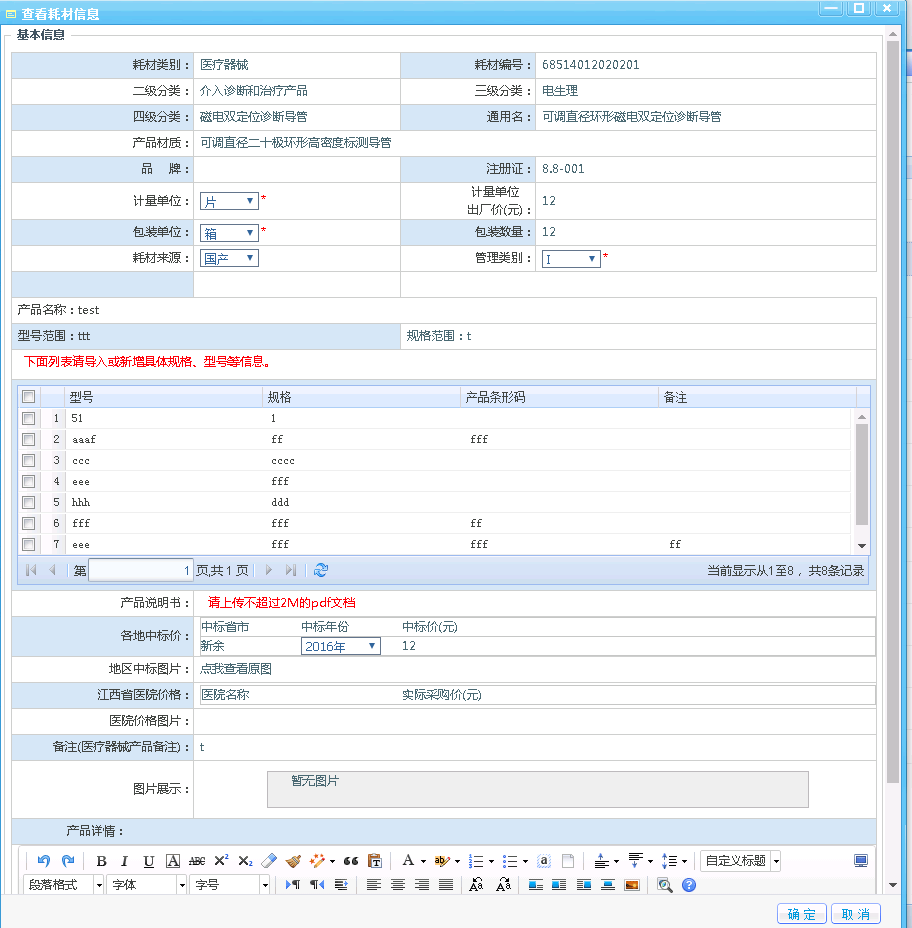 查看耗材信息
基本信息
耗材类别： 医疗器械 耗材编号： 68514012020201
二级分类： 介入诊断和治疗产品 三级分类： 电生理
四级分类： 磁电双定位诊断导管 通用名： 可调直径环形磁电双定位诊断导管
产品材质： 可调直径二十极环形高密度标测导管
品 牌： 注册证： 8.8-001
计量单位： 片 * 计量单位出厂价(元)： 12
包装单位： 箱 * 包装数量： 12
耗材来源： 国产 管理类别： I *
产品名称：test
型号范围：ttt 规格范围：t
下面列表请导入或新增具体规格、型号等信息。
型号 规格 产品条形码 备注
1 51 1
2 aaaf ff fff
3 ccc cccc
4 eee fff
5 hhh ddd
6 fff fff ff
7 eee fff fff ff
第 1 页,共 1 页 当前显示从1至8， 共8条记录
产品说明书： 请上传不超过2M的pdf文档
各地中标价： 中标省市 中标年份 中标价(元)
新余 2016年 12
地区中标图片： 点我查看原图
江西省医院价格： 医院名称 实际采购价(元)
医院价格图片：
备注(医疗器械产品备注)： t
图片展示： 暂无图片
产品详情：
B I U A ABC X² X₂ A ab a 自定义标题
段落格式 字体 字号
确 定 取 消